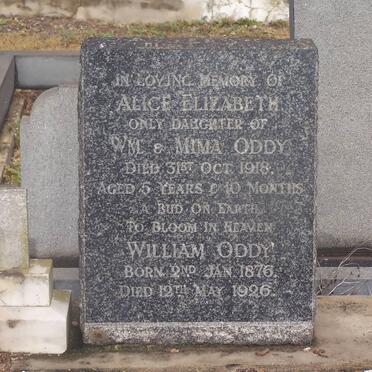 IN LOVING MEMORY OF
ALICE ELIZABETH
ONLY DAUGHTER OF
WM. & MIMA ODDY
DIED 31ST OCT. 1918.
AGED 5 YEARS & 10 MONTHS
A BUD ON EARTH
TO BLOOM IN HEAVEN
WILLIAM ODDY
BORN 2ND JAN. 1876.
DIED 12TH MAY 1926.